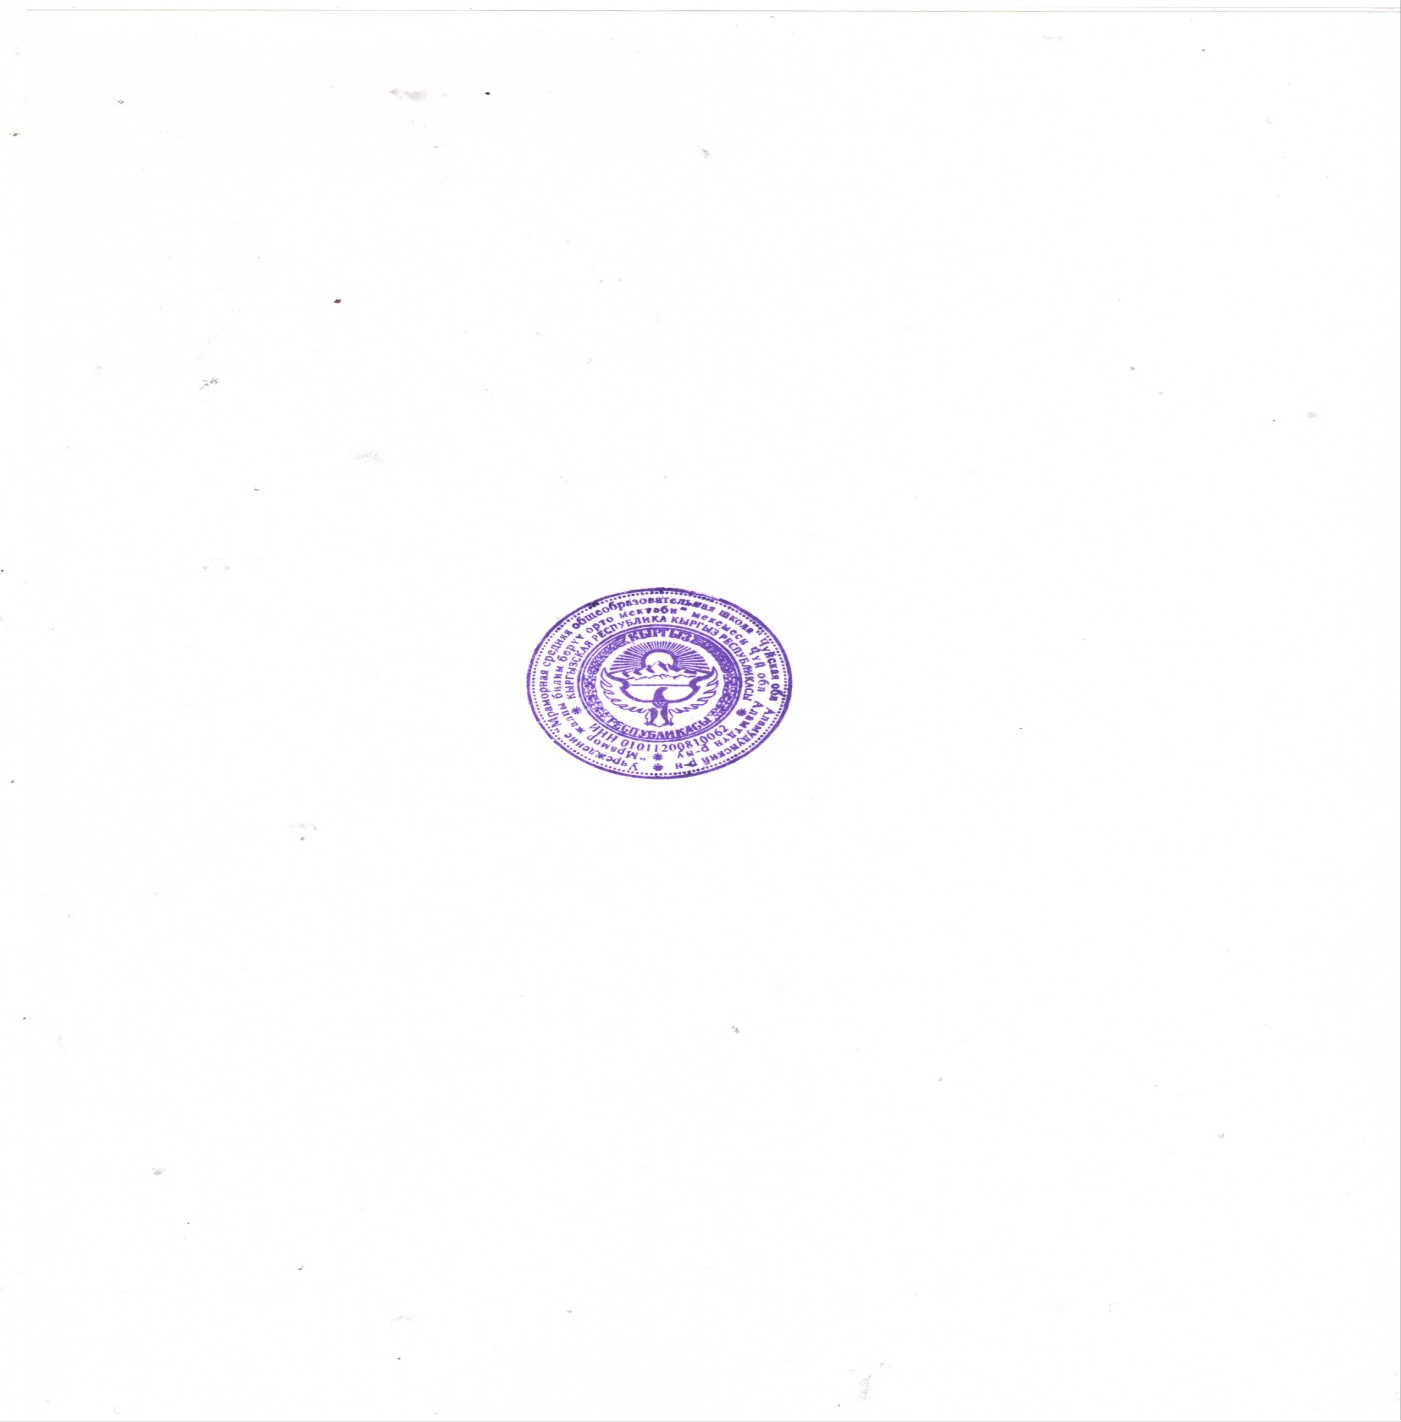 Учреждение "Мраморная средняя общеобразовательная школа" Чуйская обл Аламудунский р-н
"Мрамор жалпы билим берүү орто мектеби" мекемеси Чүй обл Аламүдүн р-ну
КЫРГЫЗСКАЯ РЕСПУБЛИКА КЫРГЫЗ РЕСПУБЛИКАСЫ
ИНН 01011200810062
КЫРГЫЗ
РЕСПУБЛИКАСЫ